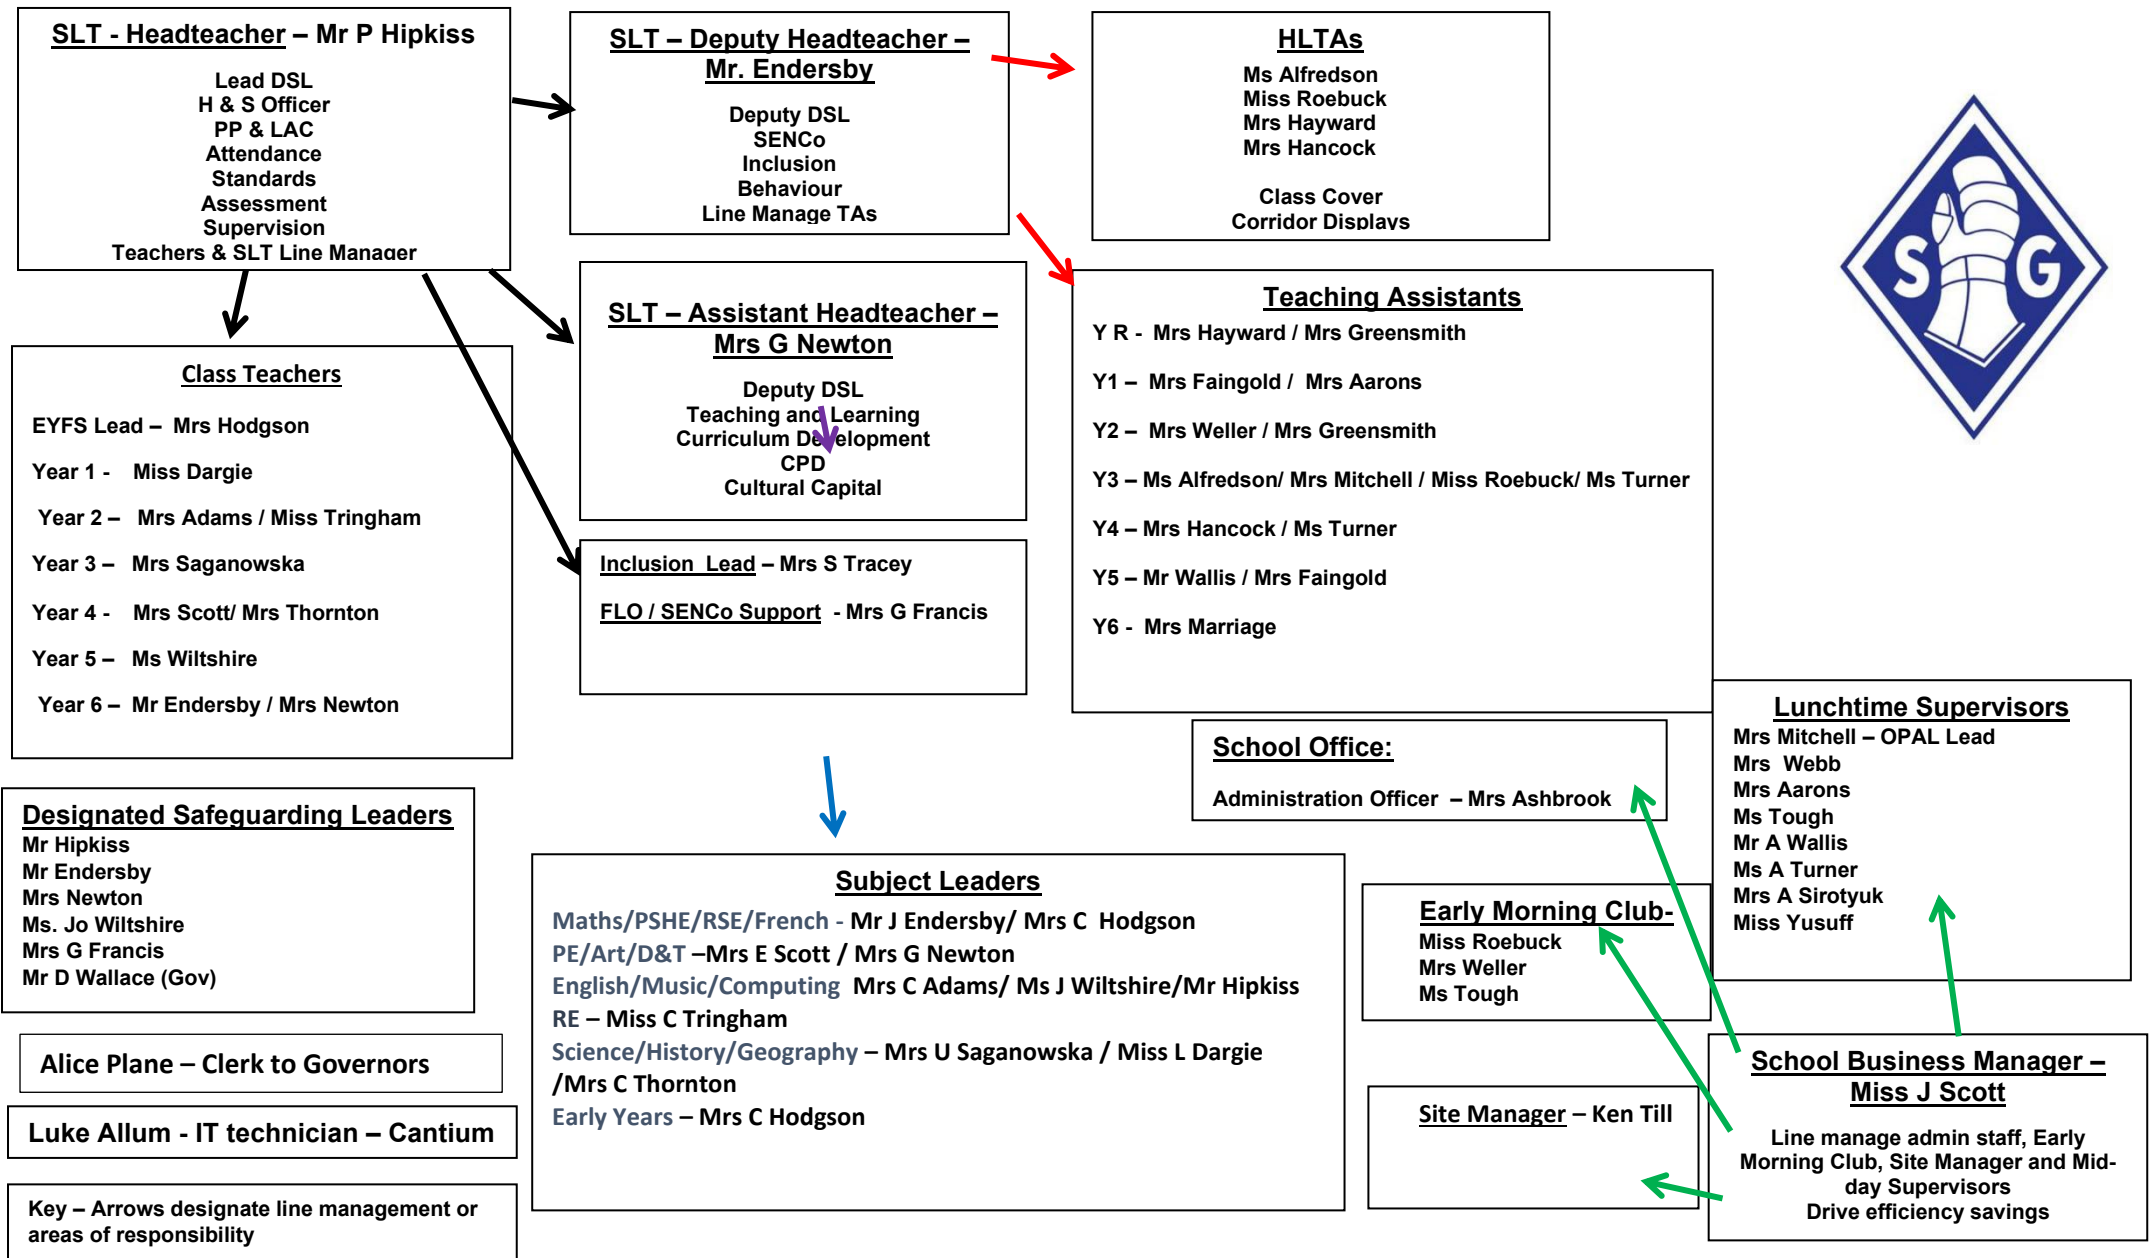 SLT - Headteacher – Mr P Hipkiss
Lead DSL
H & S Officer
PP & LAC
Attendance
Standards
Assessment
Supervision
Teachers & SLT Line Manager
SLT – Deputy Headteacher –
Mr. Endersby
Deputy DSL
SENCo
Inclusion
Behaviour
Line Manage TAs
HLTAs
Ms Alfredson
Miss Roebuck
Mrs Hayward
Mrs Hancock
Class Cover
Corridor Displays
S G
SLT – Assistant Headteacher –
Mrs G Newton
Deputy DSL
Teaching and Learning
Curriculum Development
CPD
Cultural Capital
Teaching Assistants
Y R - Mrs Hayward / Mrs Greensmith
Y1 – Mrs Faingold / Mrs Aarons
Y2 – Mrs Weller / Mrs Greensmith
Y3 – Ms Alfredson/ Mrs Mitchell / Miss Roebuck/ Ms Turner
Y4 – Mrs Hancock / Ms Turner
Y5 – Mr Wallis / Mrs Faingold
Y6 - Mrs Marriage
Class Teachers
EYFS Lead – Mrs Hodgson
Year 1 - Miss Dargie
Year 2 – Mrs Adams / Miss Tringham
Year 3 – Mrs Saganowska
Year 4 - Mrs Scott/ Mrs Thornton
Year 5 – Ms Wiltshire
Year 6 – Mr Endersby / Mrs Newton
Inclusion Lead – Mrs S Tracey
FLO / SENCo Support - Mrs G Francis
School Office:
Administration Officer – Mrs Ashbrook
Lunchtime Supervisors
Mrs Mitchell – OPAL Lead
Mrs Webb
Mrs Aarons
Ms Tough
Mr A Wallis
Ms A Turner
Mrs A Sirotyuk
Miss Yusuff
Designated Safeguarding Leaders
Mr Hipkiss
Mr Endersby
Mrs Newton
Ms. Jo Wiltshire
Mrs G Francis
Mr D Wallace (Gov)
Subject Leaders
Maths/PSHE/RSE/French - Mr J Endersby/ Mrs C Hodgson
PE/Art/D&T –Mrs E Scott / Mrs G Newton
English/Music/Computing Mrs C Adams/ Ms J Wiltshire/Mr Hipkiss
RE – Miss C Tringham
Science/History/Geography – Mrs U Saganowska / Miss L Dargie
/Mrs C Thornton
Early Years – Mrs C Hodgson
Early Morning Club-
Miss Roebuck
Mrs Weller
Ms Tough
Alice Plane – Clerk to Governors
Luke Allum - IT technician – Cantium
Key – Arrows designate line management or
areas of responsibility
Site Manager – Ken Till
School Business Manager –
Miss J Scott
Line manage admin staff, Early
Morning Club, Site Manager and Mid-
day Supervisors
Drive efficiency savings